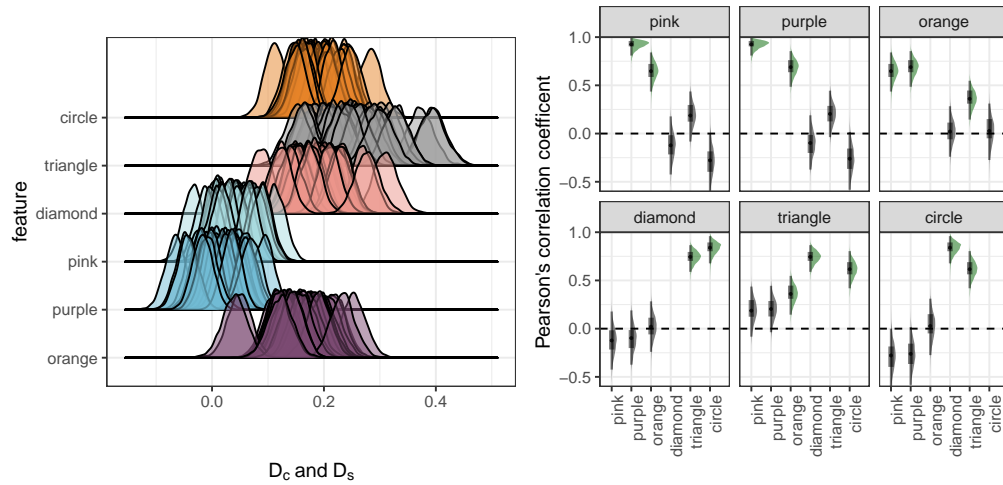 feature
circle
triangle
diamond
pink
purple
orange
0.0 0.2 0.4
D_c and D_s
Pearson's correlation coefficent
pink purple orange
1.0
0.5
0.0
−0.5
diamond triangle circle
1.0
0.5
0.0
−0.5
pink purple orange diamond triangle circle
pink purple orange diamond triangle circle
pink purple orange diamond triangle circle